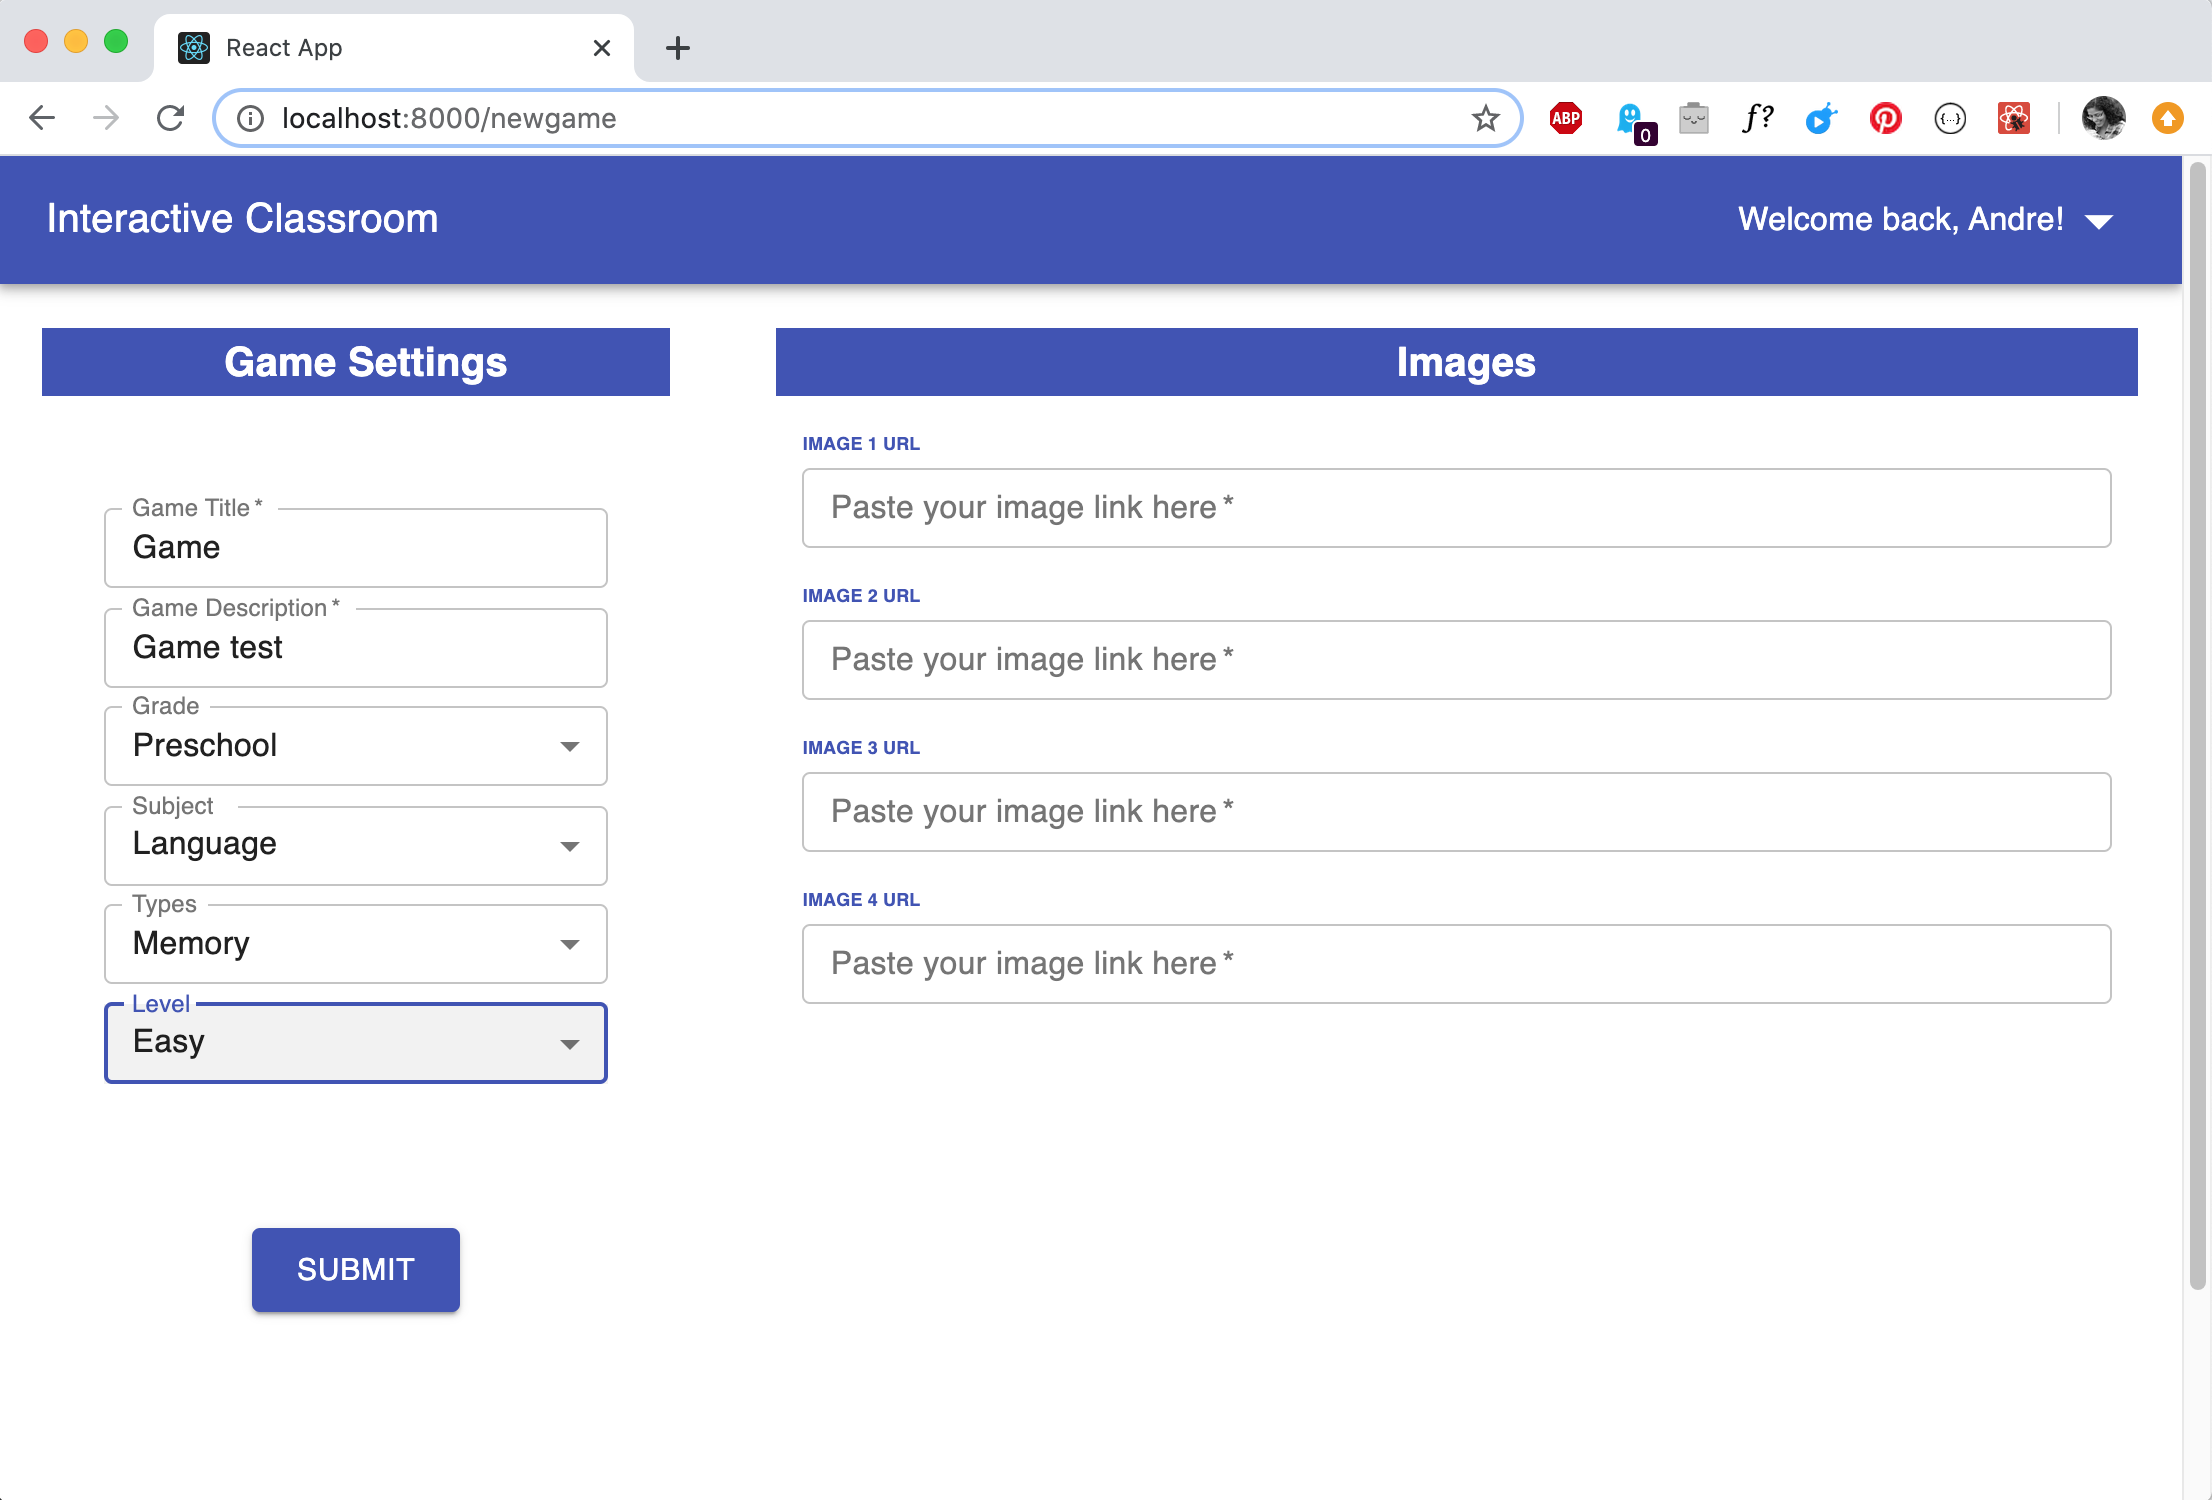 React App
localhost:8000/newgame
ABP
0
f?
{...}
Interactive Classroom
Welcome back, Andre!
Game Settings
Game Title *
Game
Game Description *
Game test
Grade
Preschool
Subject
Language
Types
Memory
Level
Easy
SUBMIT
Images
IMAGE 1 URL
Paste your image link here *
IMAGE 2 URL
Paste your image link here *
IMAGE 3 URL
Paste your image link here *
IMAGE 4 URL
Paste your image link here *